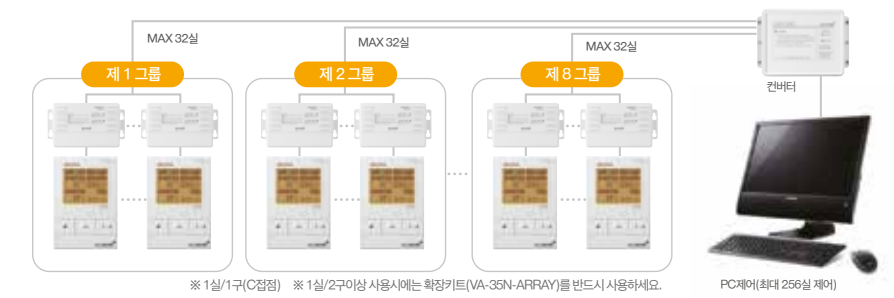 MAX 32실
MAX 32실
MAX 32실
제 1 그룹
제 2 그룹
제 8 그룹
컨버터
※ 1실/1구(C접점) ※ 1실/2구이상 사용시에는 확장키트(VA-35N-ARRAY)를 반드시 사용하세요.
PC제어(최대 256실 제어)